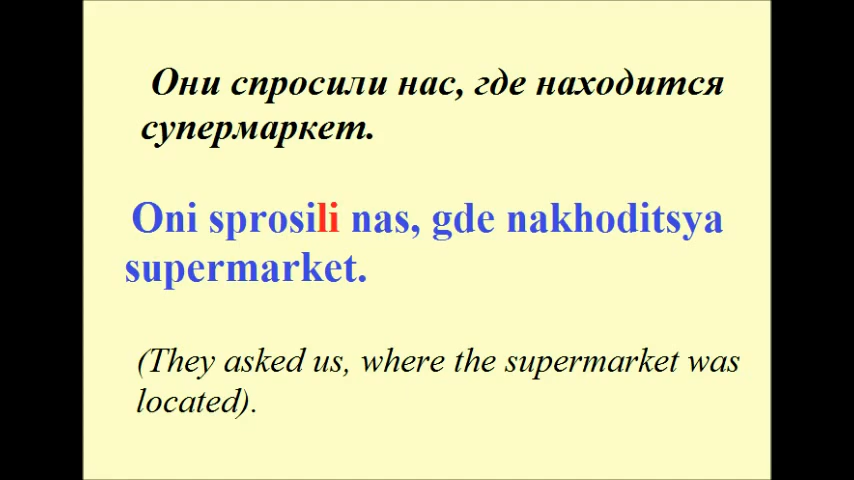 Они спросили нас, где находится
супермаркет.
Oni sprosili nas, gde nakhoditsya
supermarket.
(They asked us, where the supermarket was
located).